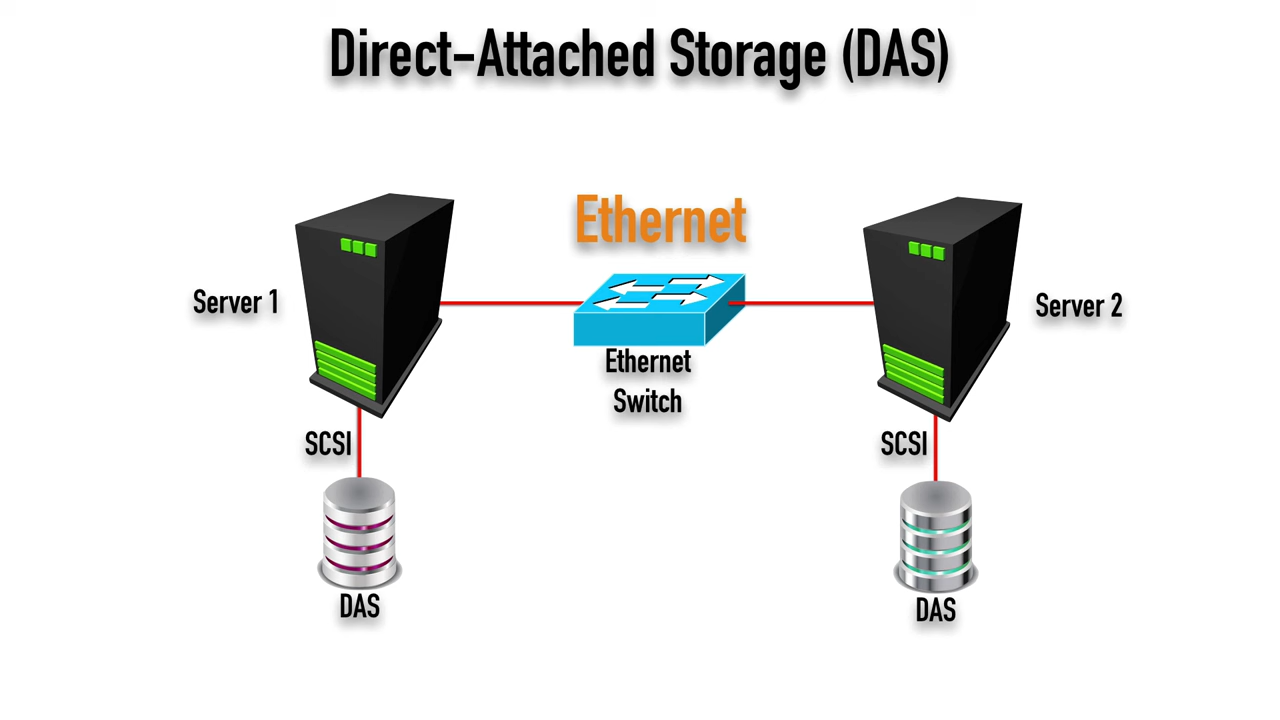 Direct-Attached Storage (DAS)
Ethernet
Server 1
Server 2
Ethernet
Switch
SCSI
SCSI
DAS
DAS